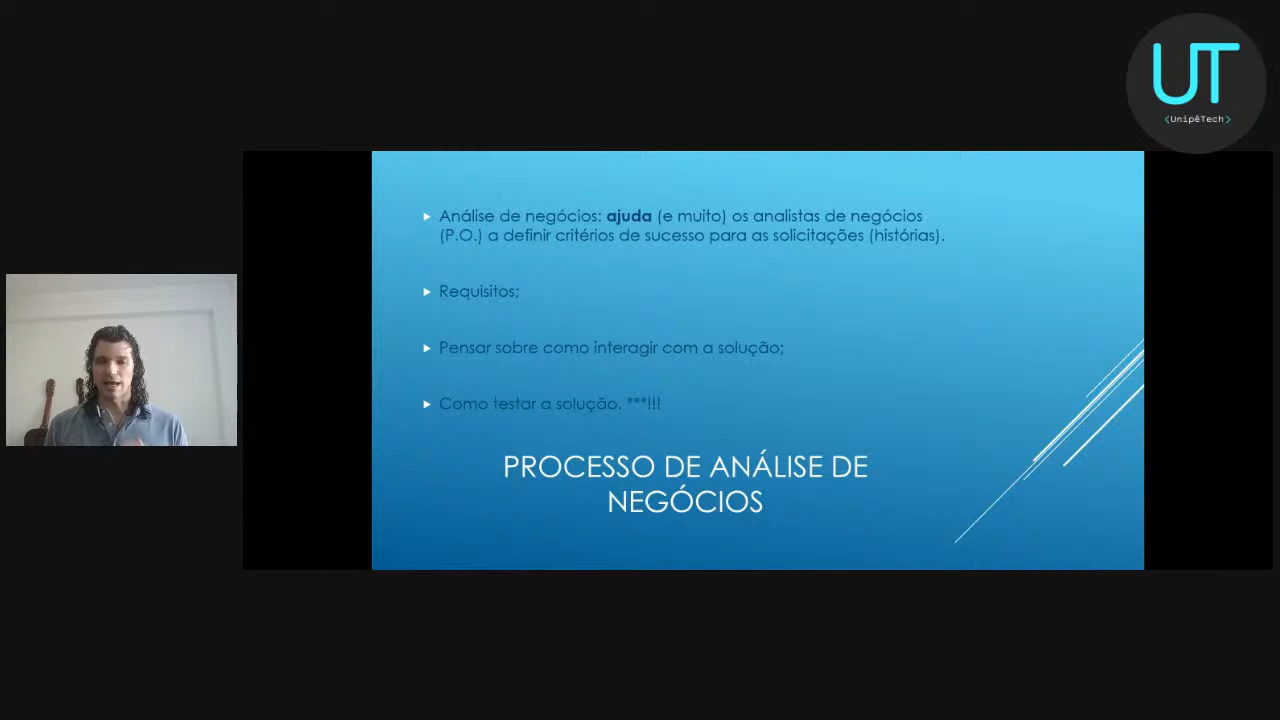 UT
<UnipêTech>
Análise de negócios: ajuda (e muito) os analistas de negócios
(P.O.) a definir critérios de sucesso para as solicitações (histórias).
Requisitos;
Pensar sobre como interagir com a solução;
Como testar a solução. ***!!!
PROCESSO DE ANÁLISE DE
NEGÓCIOS